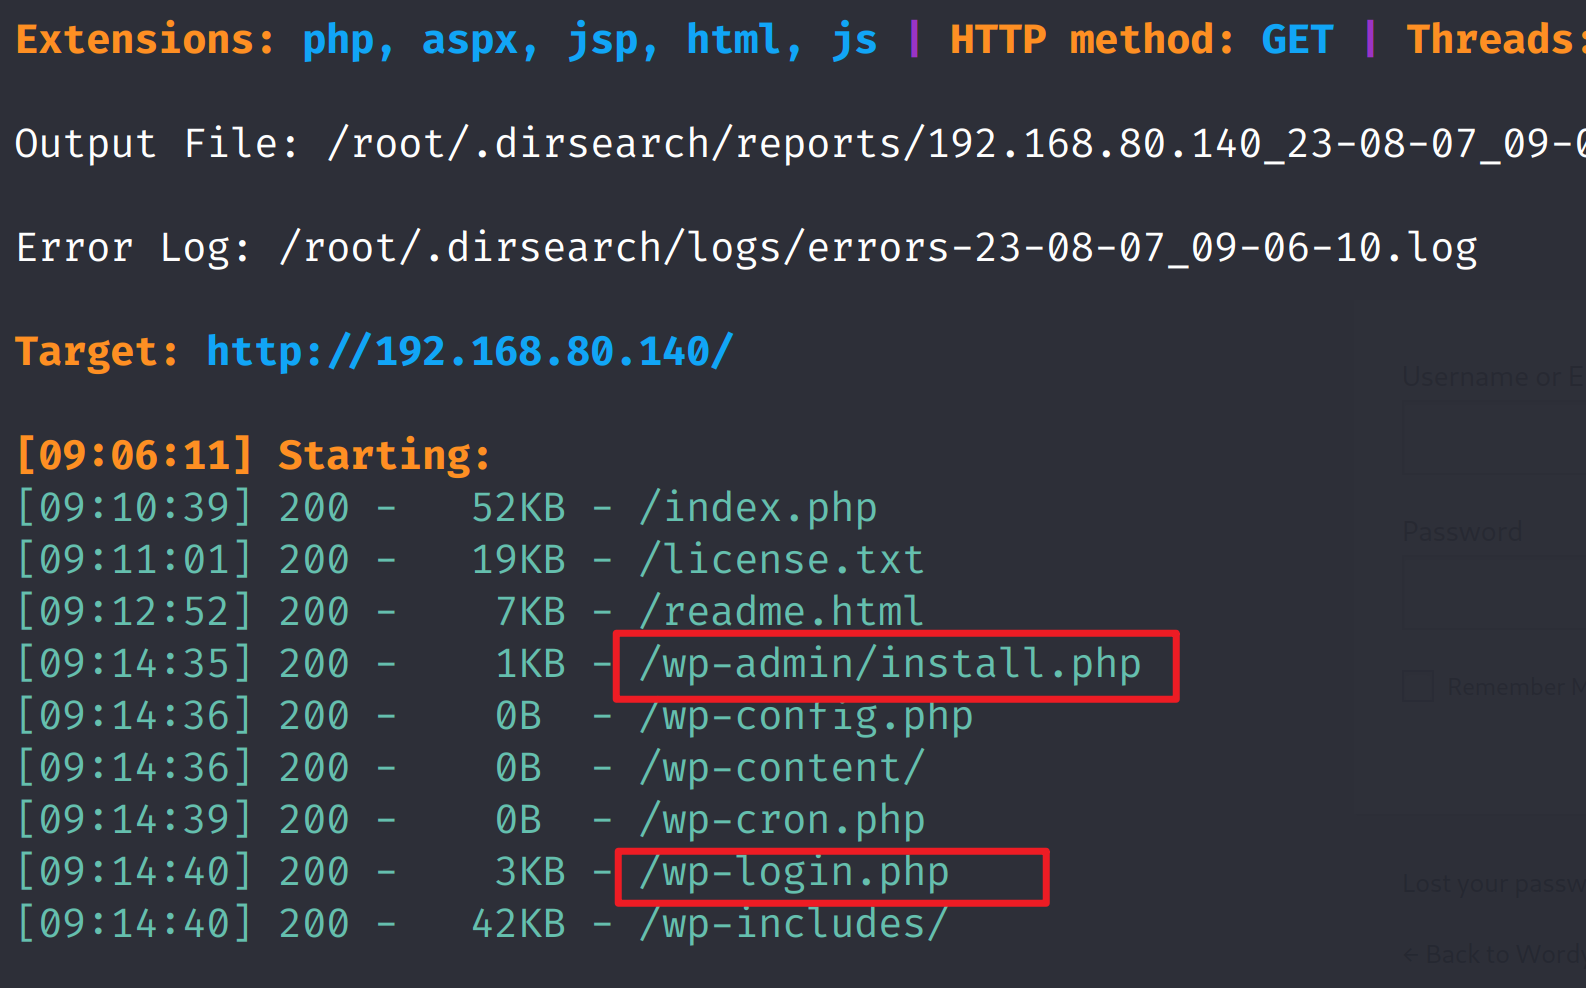 Extensions: php, aspx, jsp, html, js | HTTP method: GET | Threads:
Output File: /root/.dirsearch/reports/192.168.80.140_23-08-07_09-0
Error Log: /root/.dirsearch/logs/errors-23-08-07_09-06-10.log
Target: http://192.168.80.140/
[09:06:11] Starting:
[09:10:39] 200 -   52KB - /index.php
[09:11:01] 200 -   19KB - /license.txt
[09:12:52] 200 -    7KB - /readme.html
[09:14:35] 200 -    1KB - /wp-admin/install.php
[09:14:36] 200 -    0B  - /wp-config.php
[09:14:36] 200 -    0B  - /wp-content/
[09:14:39] 200 -    0B  - /wp-cron.php
[09:14:40] 200 -    3KB - /wp-login.php
[09:14:40] 200 -   42KB - /wp-includes/
Username or E
Password
Remember M
Lost your passw
← Back to Wordy